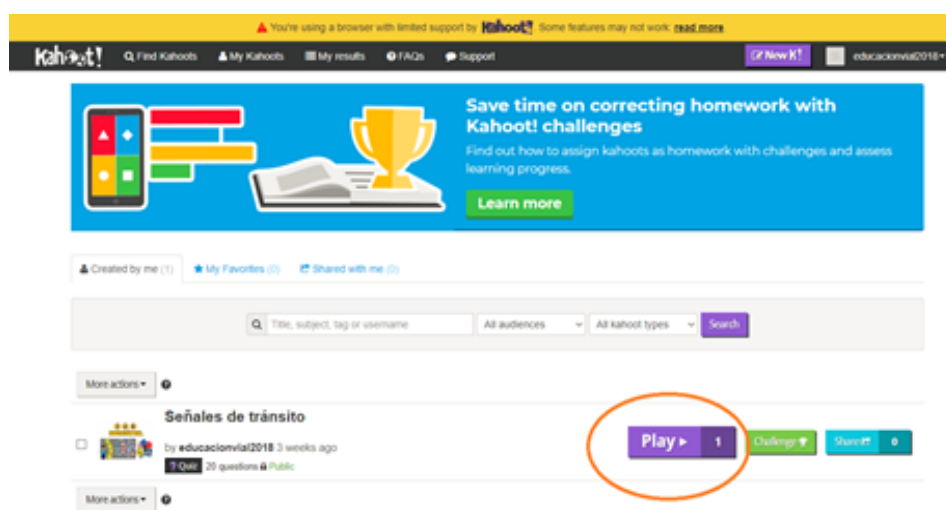 You're using a browser with limited support by Kahoot! Some features may not work: read more
Kahoot! Find Kahoots My Kahoots My results FAQs Support New K! educacionvial2018
Save time on correcting homework with
Kahoot! challenges
Find out how to assign kahoots as homework with challenges and assess
learning progress.
Learn more
Created by me (1) My Favorites (0) Shared with me (0)
Title, subject, tag or username All audiences All kahoot types Search
More actions
Señales de tránsito
by educacionvial2018 3 weeks ago
Play 1 Challenge Share 0
? Quiz 20 questions Public
More actions